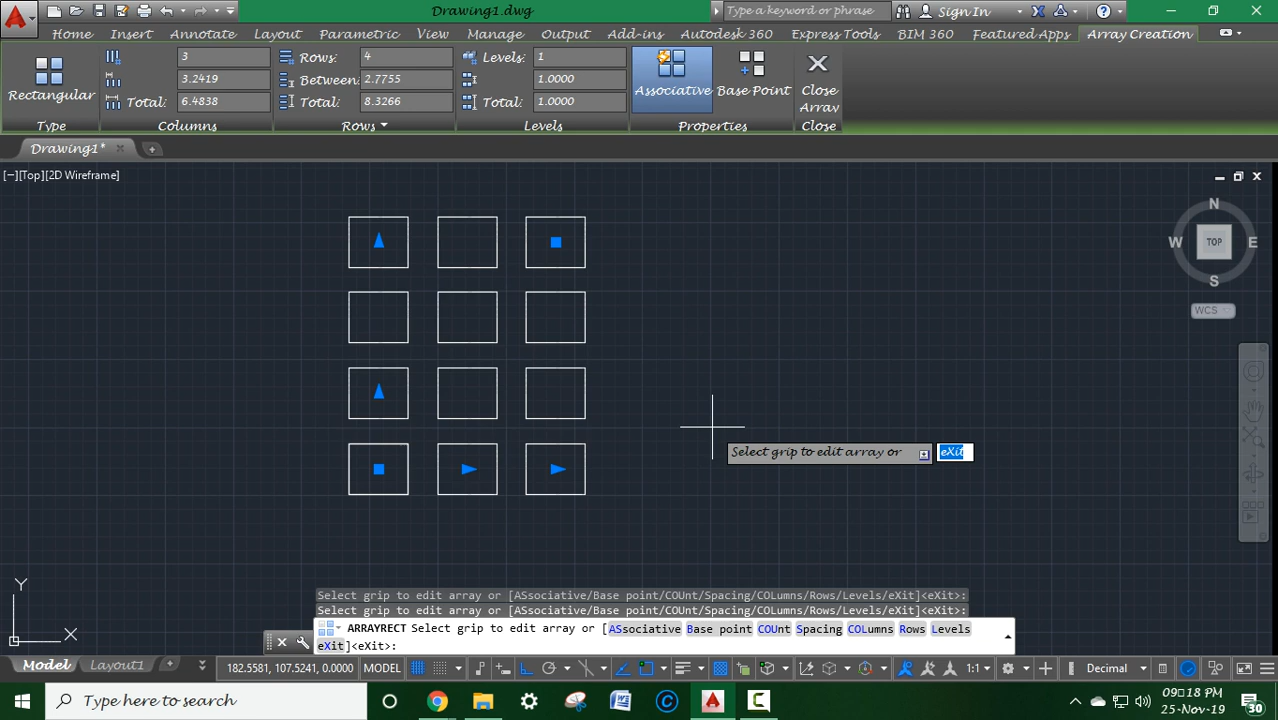 Drawing1.dwg
Type a keyword or phrase
Sign In
Home Insert Annotate Layout Parametric View Manage Output Add-ins Autodesk 360 Express Tools BIM 360 Featured Apps Array Creation
Rectangular
3
3.2419
Total: 6.4838
Rows: 4
Between: 2.7755
Total: 8.3266
Levels: 1
1.0000
Total: 1.0000
Associative
Base Point
Close
Array
Type Columns Rows Levels Properties Close
Drawing1*
[−][Top][2D Wireframe]
N
W TOP E
S
WCS
Select grip to edit array or eXit
Y
X
Select grip to edit array or [ASsociative/Base point/COUnt/Spacing/COLumns/Rows/Levels/eXit]<eXit>:
Select grip to edit array or [ASsociative/Base point/COUnt/Spacing/COLumns/Rows/Levels/eXit]<eXit>:
ARRAYRECT Select grip to edit array or [ASsociative Base point COUnt Spacing COLumns Rows Levels
eXit]<eXit>:
Model Layout1 182.5581, 107.5241, 0.0000 MODEL 1:1 Decimal
Type here to search
09:18 PM
25-Nov-19
30